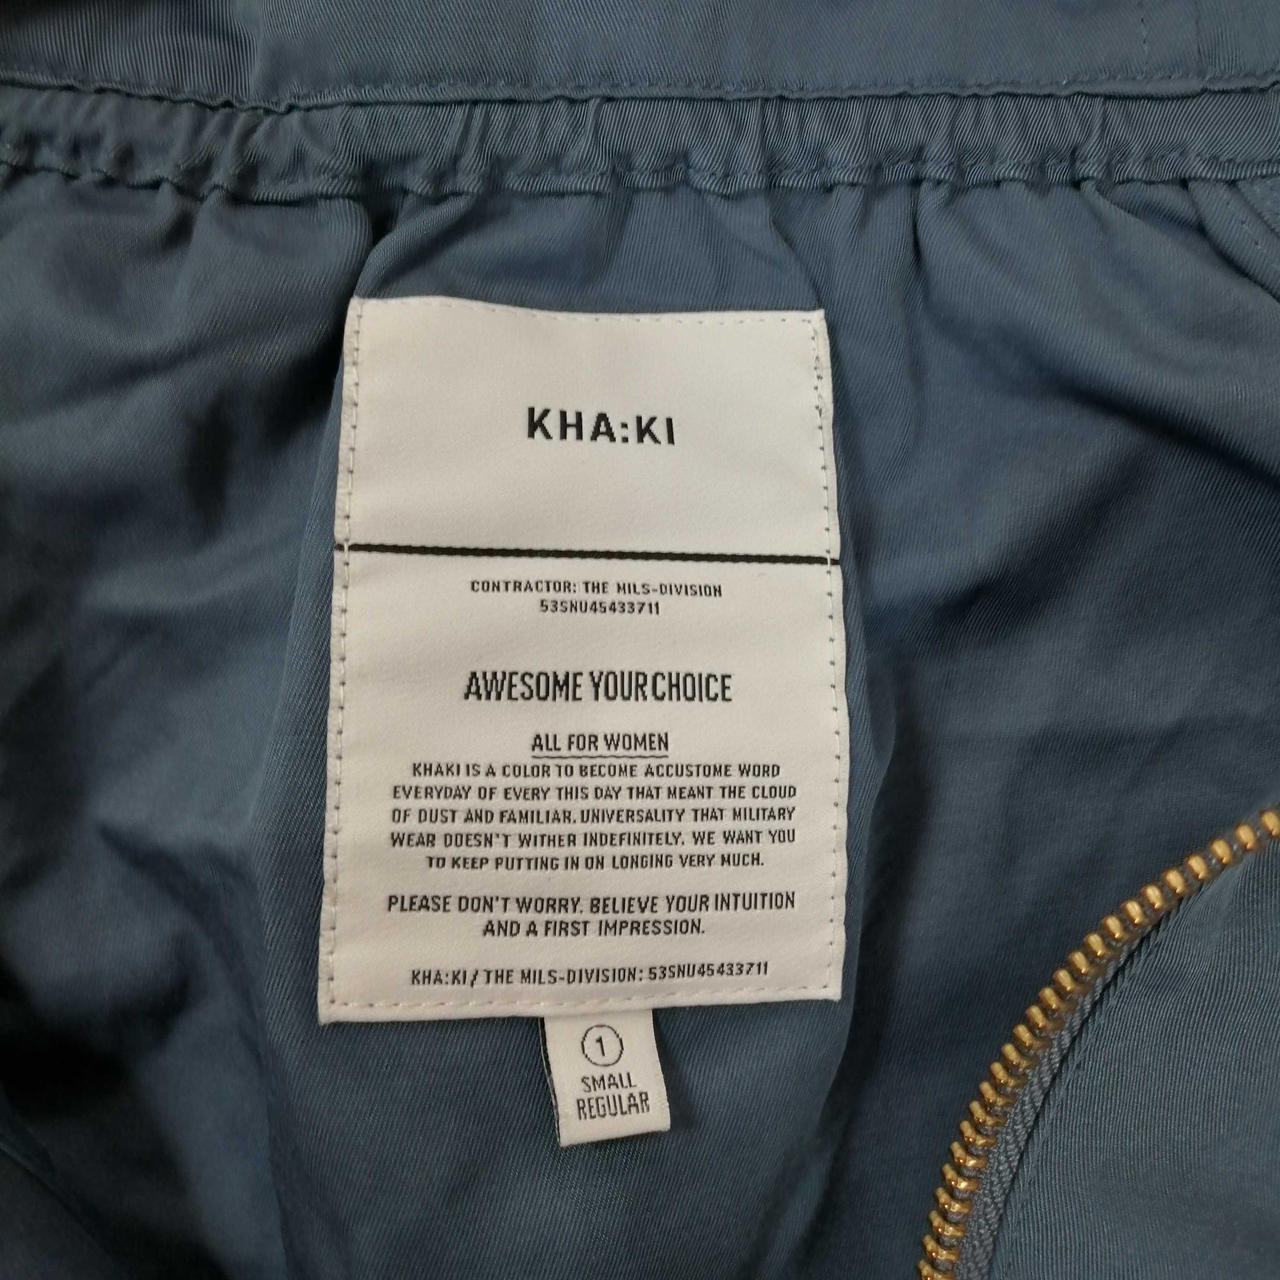 KHA:KI
CONTRACTOR: THE MILS-DIVISION
53SNU45433711
AWESOME YOUR CHOICE
ALL FOR WOMEN
KHAKI IS A COLOR TO BECOME ACCUSTOME WORD
EVERYDAY OF EVERY THIS DAY THAT MEANT THE CLOUD
OF DUST AND FAMILIAR. UNIVERSALITY THAT MILITARY
WEAR DOESN'T WITHER INDEFINITELY. WE WANT YOU
TO KEEP PUTTING IN ON LONGING VERY MUCH.
PLEASE DON'T WORRY. BELIEVE YOUR INTUITION
AND A FIRST IMPRESSION.
KHA:KI / THE MILS-DIVISION: 53SNU45433711
1
SMALL
REGULAR